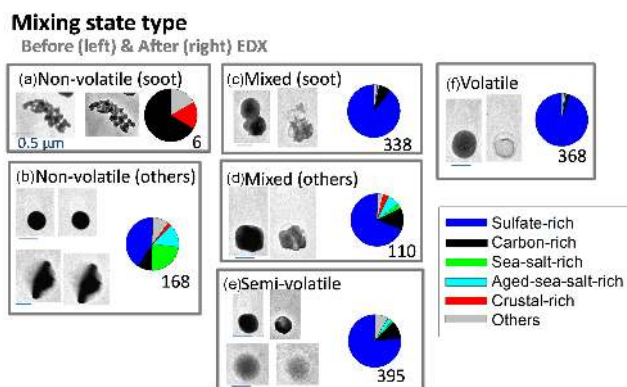 Mixing state type
Before (left) & After (right) EDX
(a)Non-volatile (soot)
0.5 μm
6
(b)Non-volatile (others)
168
(c)Mixed (soot)
338
(d)Mixed (others)
110
(e)Semi-volatile
395
(f)Volatile
368
Sulfate-rich
Carbon-rich
Sea-salt-rich
Aged-sea-salt-rich
Crustal-rich
Others